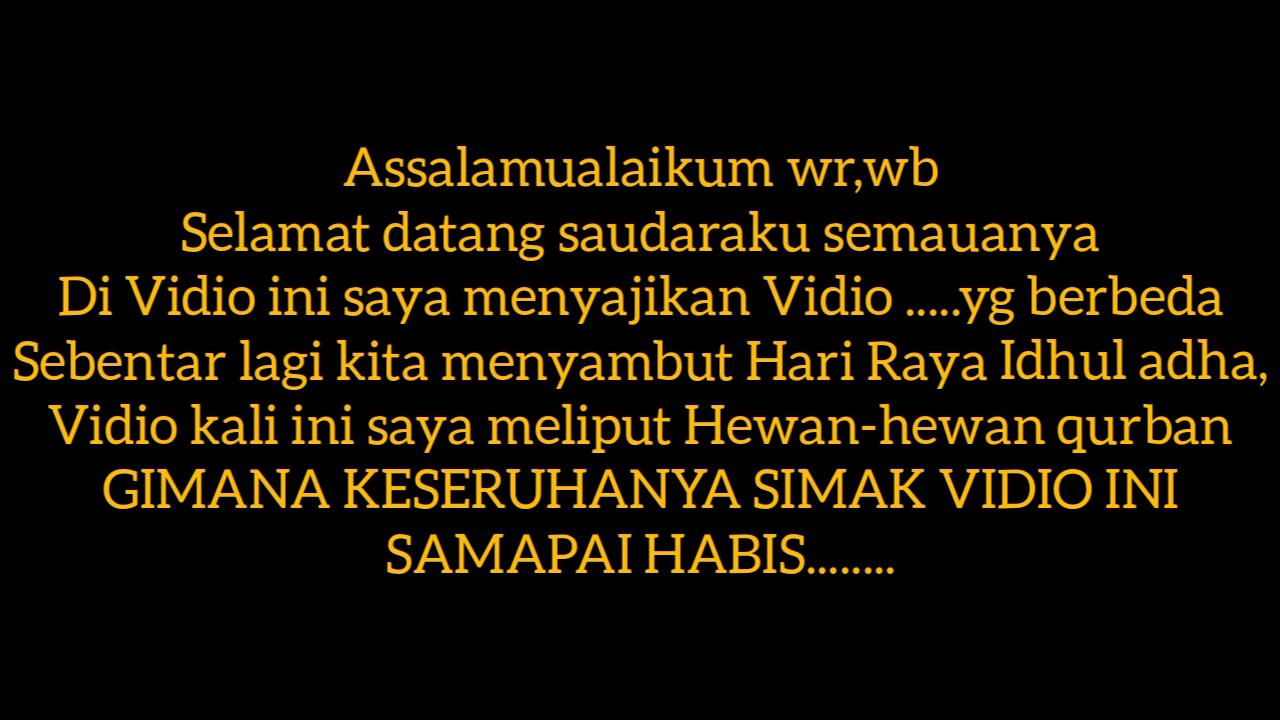 Assalamualaikum wr,wb
Selamat datang saudaraku semauanya
Di Vidio ini saya menyajikan Vidio .....yg berbeda
Sebentar lagi kita menyambut Hari Raya Idhul adha,
Vidio kali ini saya meliput Hewan-hewan qurban
GIMANA KESERUHANYA SIMAK VIDIO INI
SAMAPAI HABIS........